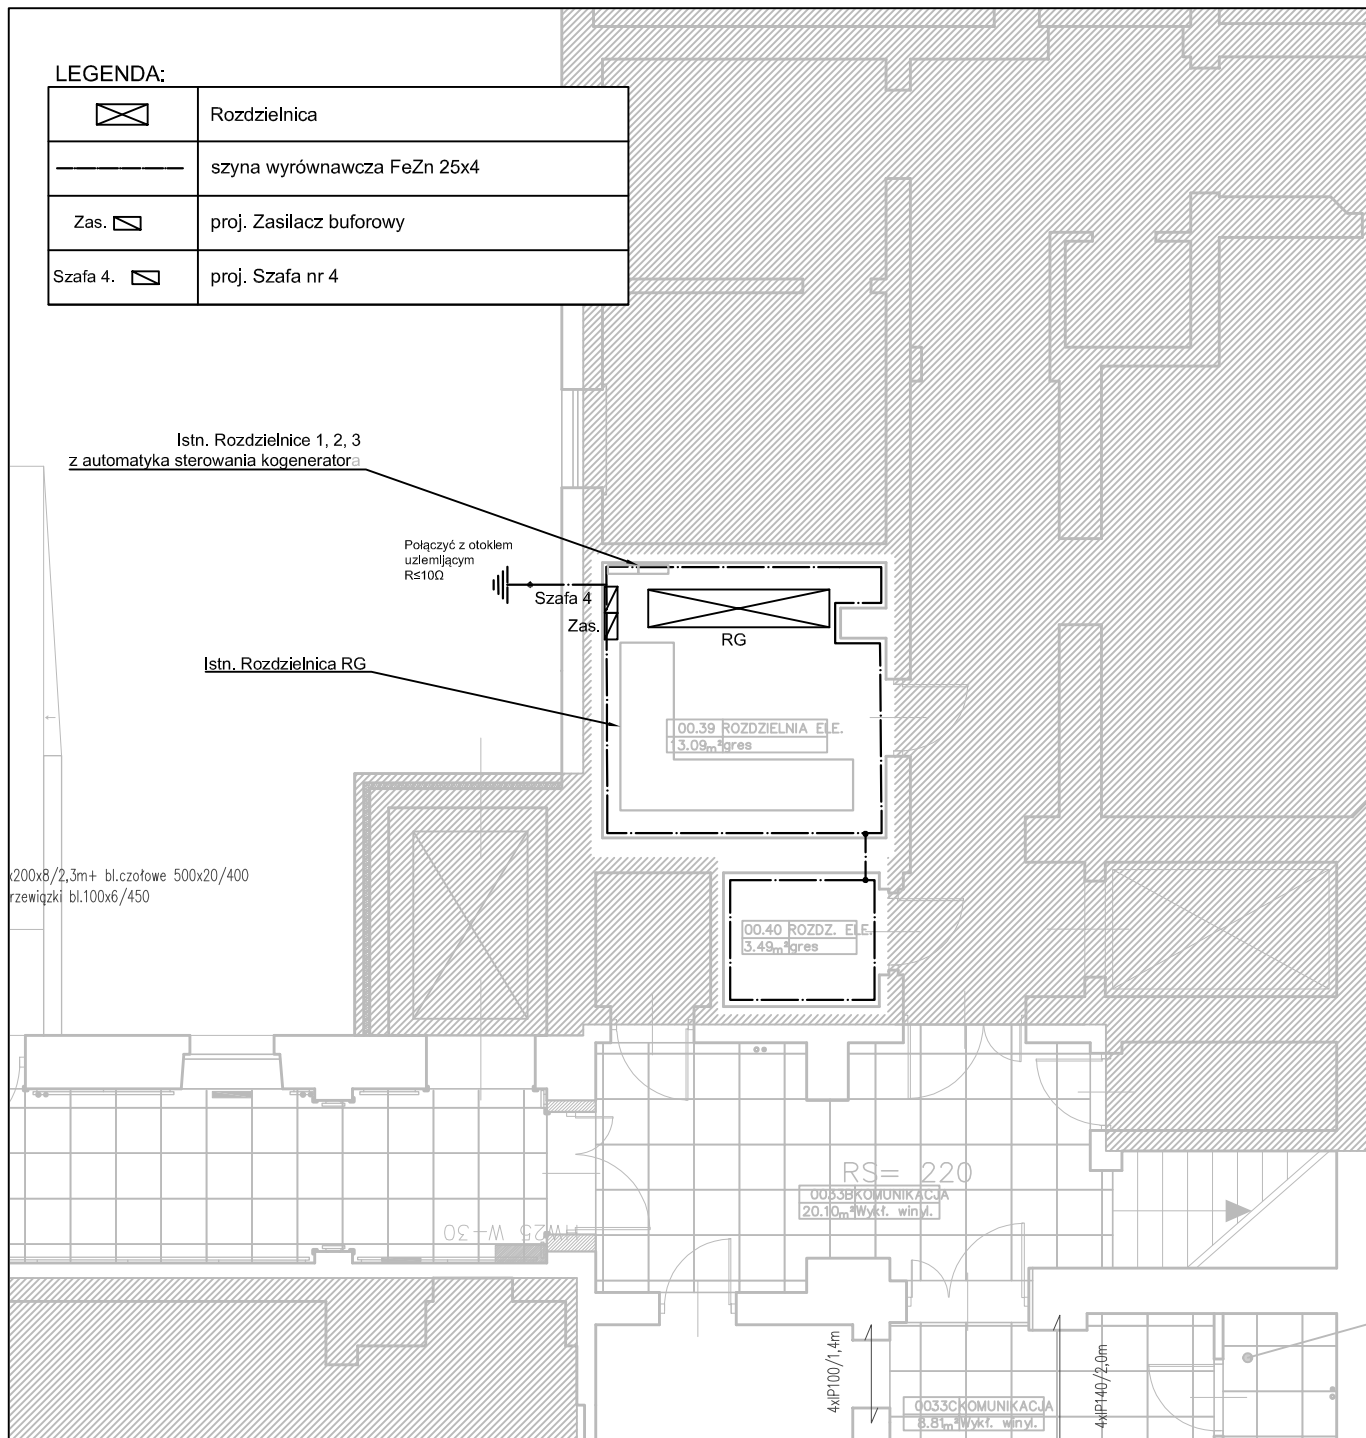 LEGENDA:
Rozdzielnica
szyna wyrównawcza FeZn 25x4
Zas. proj. Zasilacz buforowy
Szafa 4. proj. Szafa nr 4
Istn. Rozdzielnice 1, 2, 3
z automatyka sterowania kogeneratora
Połączyć z otokiem
uziemijącym
R≤10Ω
Szafa 4
Zas.
RG
Istn. Rozdzielnica RG
00.39 ROZDZIELNIA ELE.
13.09m² gres
x200x8/2,3m+ bl.czołowe 500x20/400
rzewiązki bl.100x6/450
00.40 ROZDZ. ELE.
3.49m² gres
RS= 220
0033B KOMUNIKACJA
20.10m² Wykł. winyl.
HW25 W-30
4xIP100/1,4m
4xIP140/2,0m
0033C KOMUNIKACJA
8.81m² Wykł. winyl.